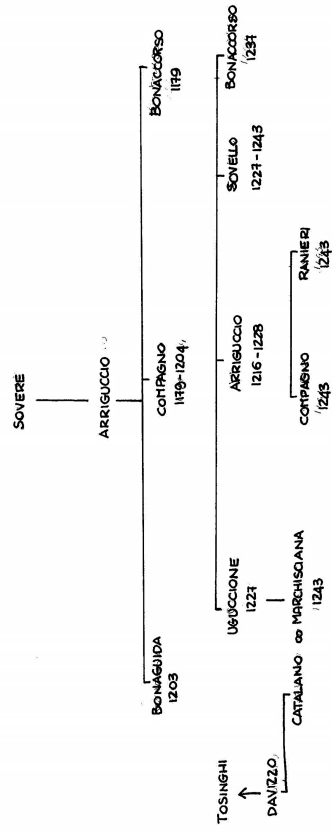 SOVERE
ARRIGUCCIO
BONAGUIDA
1203
COMPAGNO
1179-1204
BONACCORSO
1179
UGUCCIONE
1227
ARRIGUCCIO
1216-1228
SOVELLO
1227-1243
BONACCORSO
1237
TOSINGHI
DAVIZZO
CATALANO ∞ MARCHISCIANA
1243
COMPAGNO
1243
RANIERI
1243